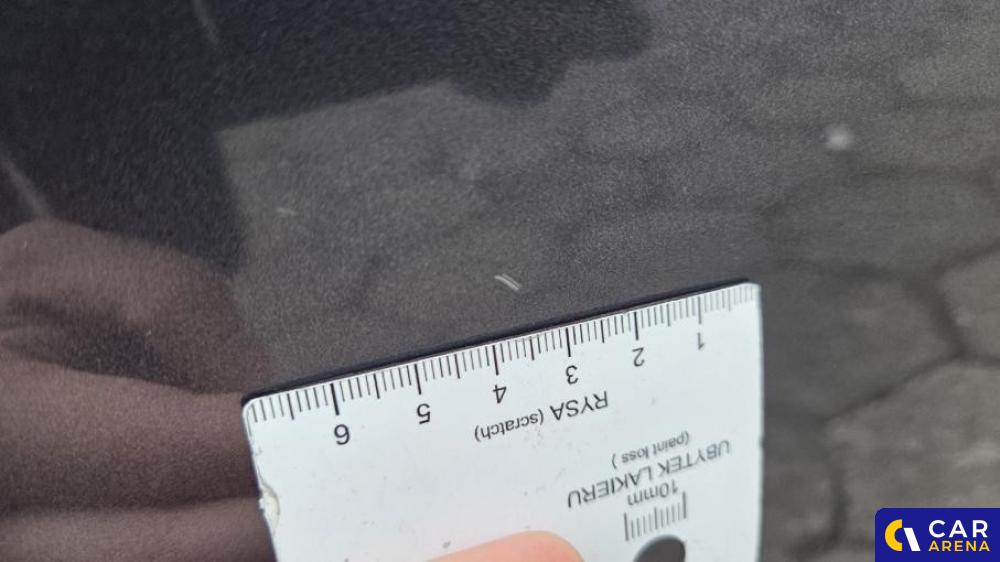 1 2 3 4 5 6
RYSA (scratch)
UBYTEK LAKIERU
(paint loss )
10mm
CAR
ARENA